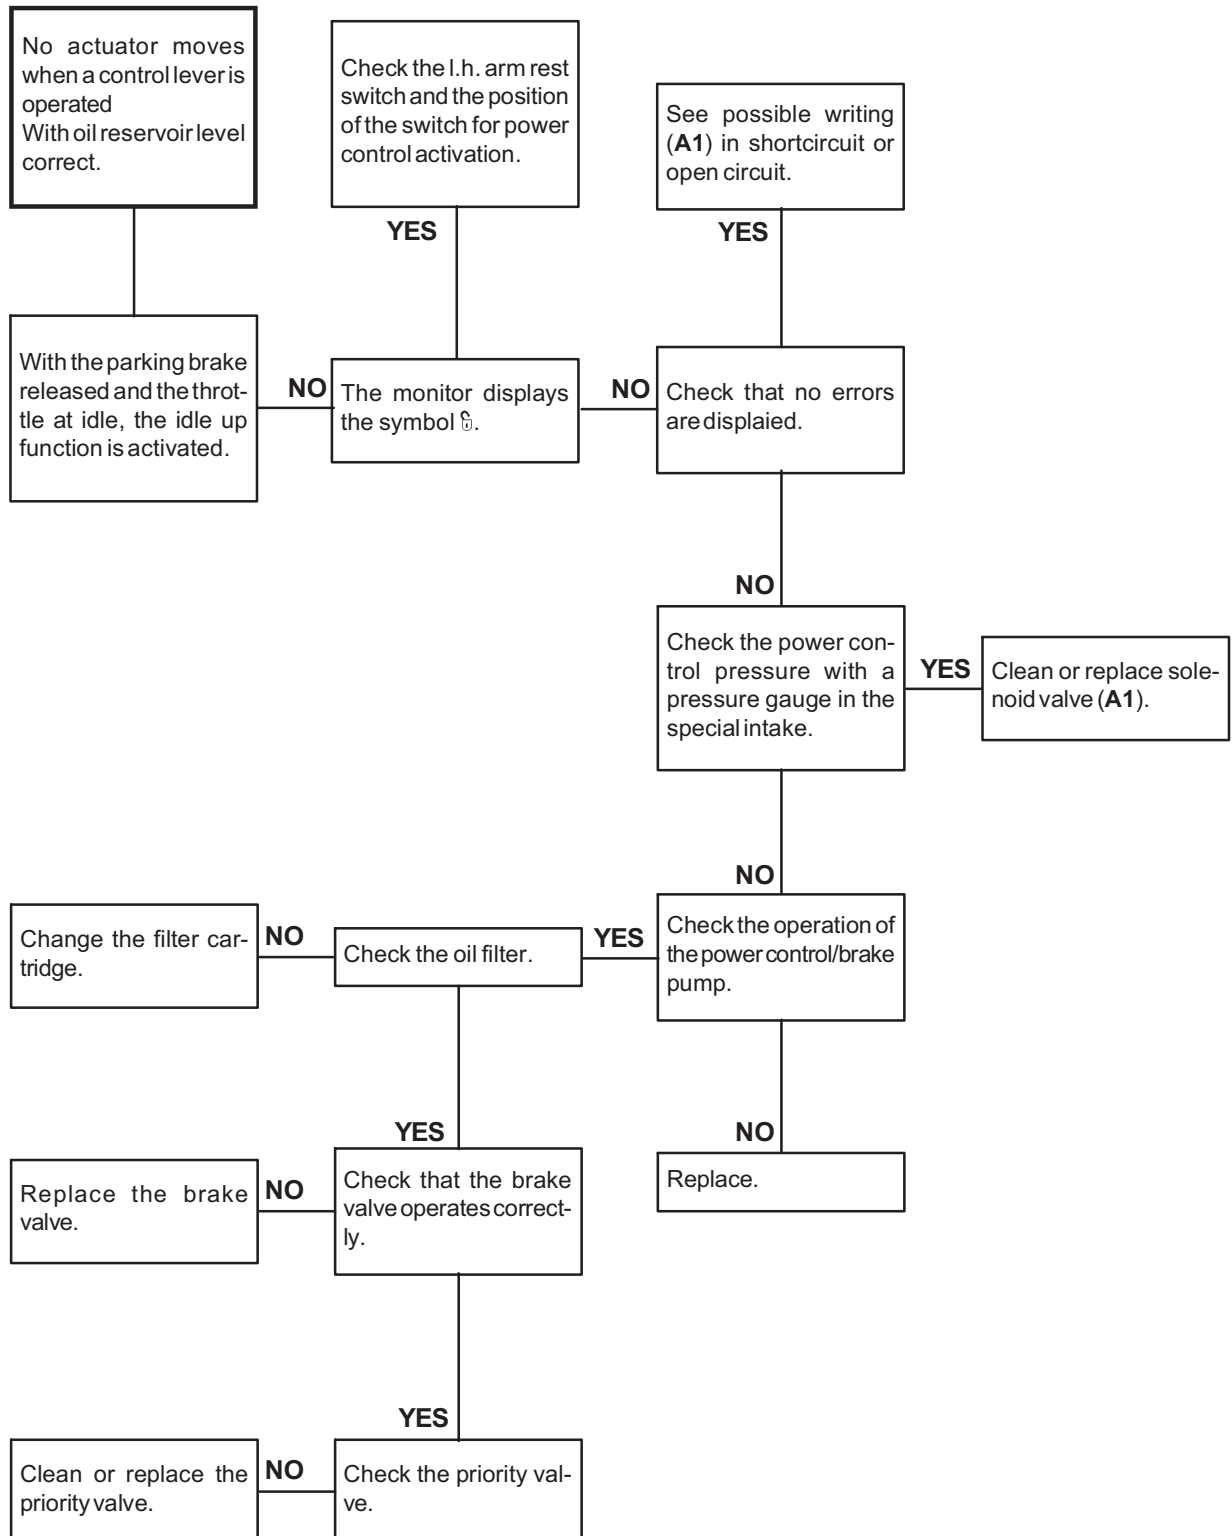 No actuator moves
when a control lever is
operated
With oil reservoir level
correct.
Check the l.h. arm rest
switch and the position
of the switch for power
control activation.
See possible writing
(A1) in shortcircuit or
open circuit.
YES
YES
With the parking brake
released and the throt-
tle at idle, the idle up
function is activated.
NO
The monitor displays
the symbol.
NO
Check that no errors
are displaied.
NO
Check the power con-
trol pressure with a
pressure gauge in the
special intake.
YES
Clean or replace sole-
noid valve (A1).
NO
Change the filter car-
tridge.
NO
Check the oil filter.
YES
Check the operation of
the power control/brake
pump.
YES
NO
Replace the brake
valve.
NO
Check that the brake
valve operates correct-
ly.
Replace.
YES
Clean or replace the
priority valve.
NO
Check the priority val-
ve.